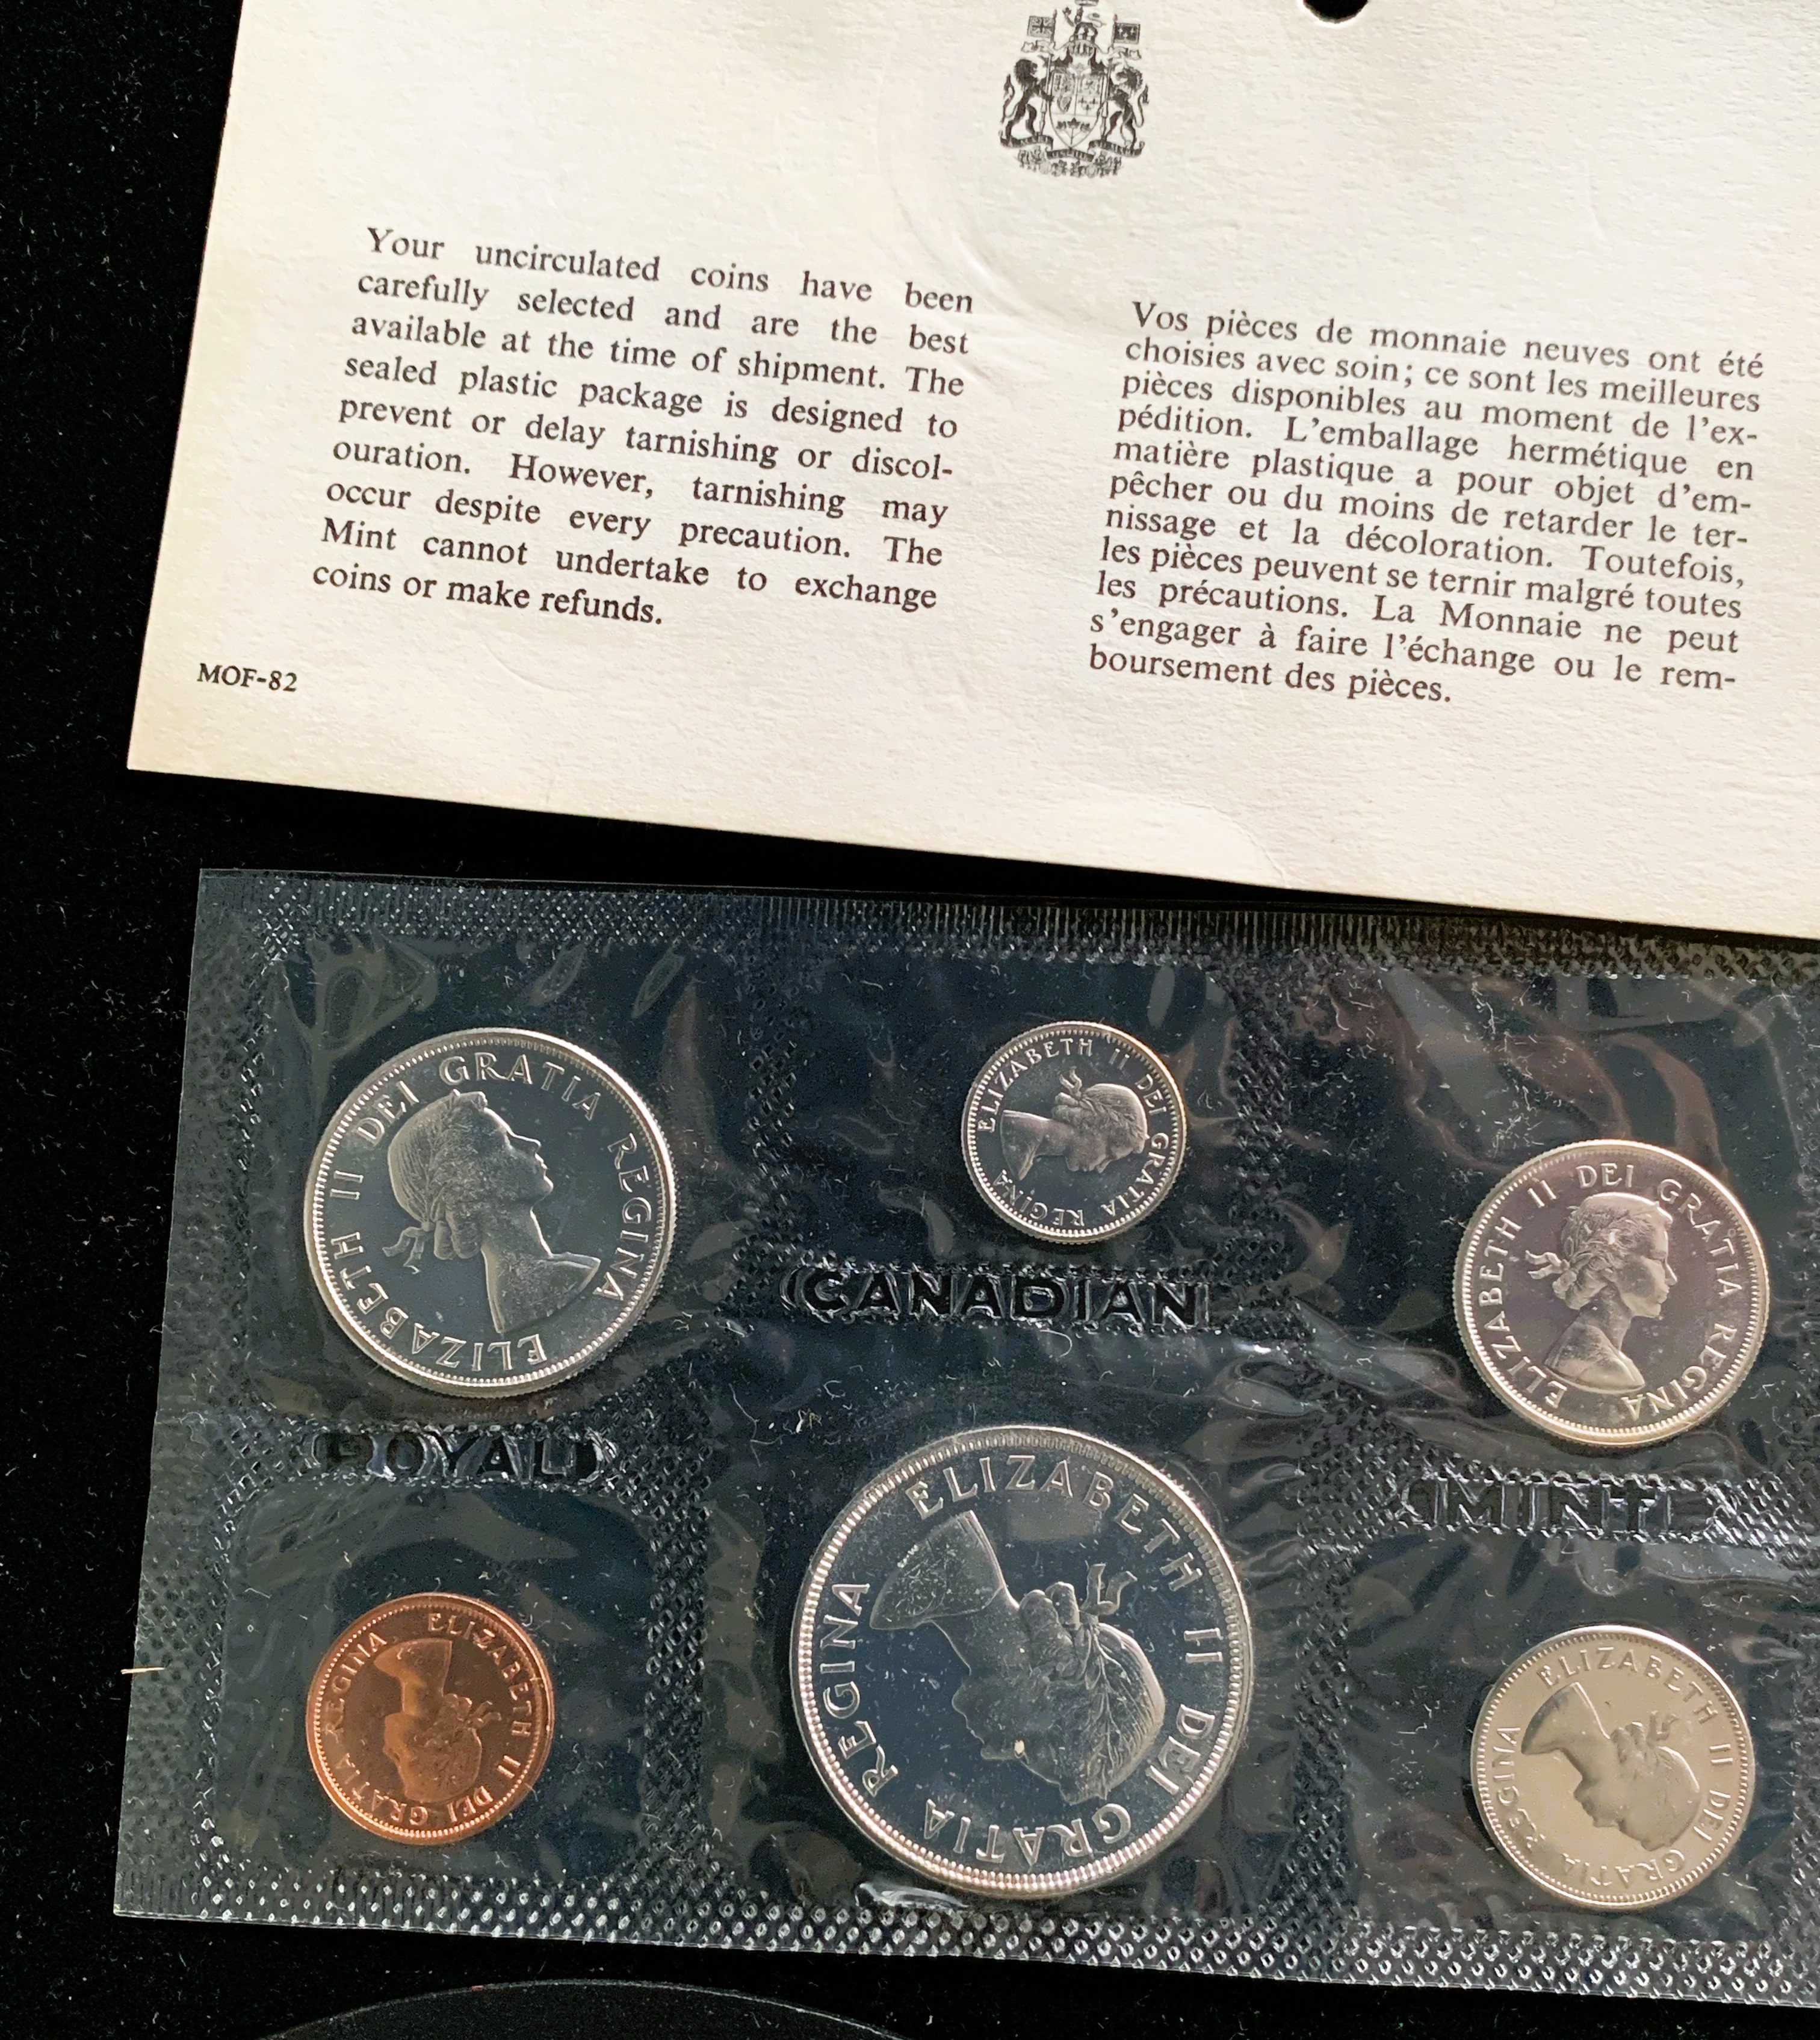 Your uncirculated coins have been
carefully selected and are the best
available at the time of shipment. The
sealed plastic package is designed to
prevent or delay tarnishing or discol-
ouration. However, tarnishing may
occur despite every precaution. The
Mint cannot undertake to exchange
coins or make refunds.
MOF-82
Vos pièces de monnaie neuves ont été
choisies avec soin; ce sont les meilleures
pièces disponibles au moment de l'ex-
pédition. L'emballage hermétique en
matière plastique a pour objet d'em-
pêcher ou du moins de retarder le ter-
nissage et la décoloration. Toutefois,
les pièces peuvent se ternir malgré toutes
les précautions. La Monnaie ne peut
s'engager à faire l'échange ou le rem-
boursement des pièces.
ELIZABETH II DEI GRATIA REGINA
ELIZABETH II DEI GRATIA REGINA
ELIZABETH II DEI GRATIA REGINA
CANADIAN
ROYAL
MINT
ELIZABETH II DEI GRATIA REGINA
ELIZABETH II DEI GRATIA REGINA
ELIZABETH II DEI GRATIA REGINA